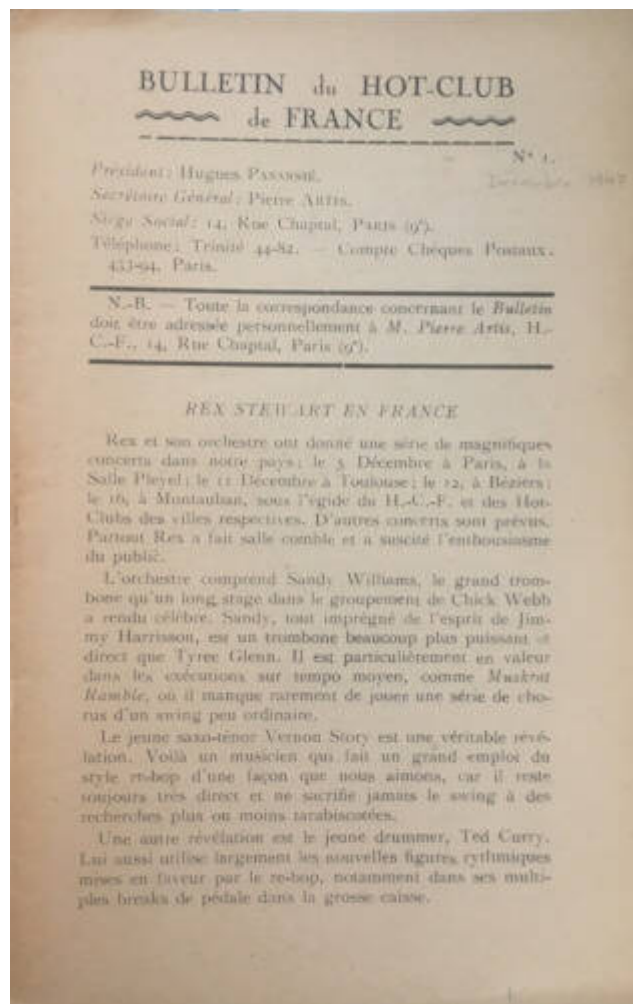 BULLETIN du HOT-CLUB
de FRANCE
N° 1.
Décembre 1947
Président : Hugues PANASSIÉ.
Secrétaire Général : Pierre ARTIS.
Siège Social : 14, Rue Chaptal, PARIS (9e).
Téléphone : Trinité 44-82. — Compte Chèques Postaux.
433-94. Paris.
N.-B. — Toute la correspondance concernant le Bulletin
doit être adressée personnellement à M. Pierre Artis, H.-
C.-F., 14, Rue Chaptal, Paris (9e).
REX STEWART EN FRANCE
Rex et son orchestre ont donné une série de magnifiques
concerts dans notre pays : le 5 Décembre à Paris, à la
Salle Pleyel ; le 11 Décembre à Toulouse ; le 12, à Béziers ;
le 16, à Montauban, sous l'égide du H.-C.-F. et des Hot-
Clubs des villes respectives. D'autres concerts sont prévus.
Partout Rex a fait salle comble et a suscité l'enthousiasme
du public.
L'orchestre comprend Sandy Williams, le grand trom-
bone qu'un long stage dans le groupement de Chick Webb
a rendu célèbre. Sandy, tout imprégné de l'esprit de Jim-
my Harrisson, est un trombone beaucoup plus puissant et
direct que Tyree Glenn. Il est particulièrement en valeur
dans les exécutions sur tempo moyen, comme Muskrat
Ramble, où il manque rarement de jouer une série de cho-
rus d'un swing peu ordinaire.
Le jeune saxo-ténor Vernon Story est une véritable révé-
lation. Voilà un musicien qui fait un grand emploi du
style re-bop d'une façon que nous aimons, car il reste
toujours très direct et ne sacrifie jamais le swing à des
recherches plus ou moins tarabiscotées.
Une autre révélation est le jeune drummer, Ted Curry.
Lui aussi utilise largement les nouvelles figures rythmiques
mises en faveur par le re-bop, notamment dans ses multi-
ples breaks de pédale dans la grosse caisse.